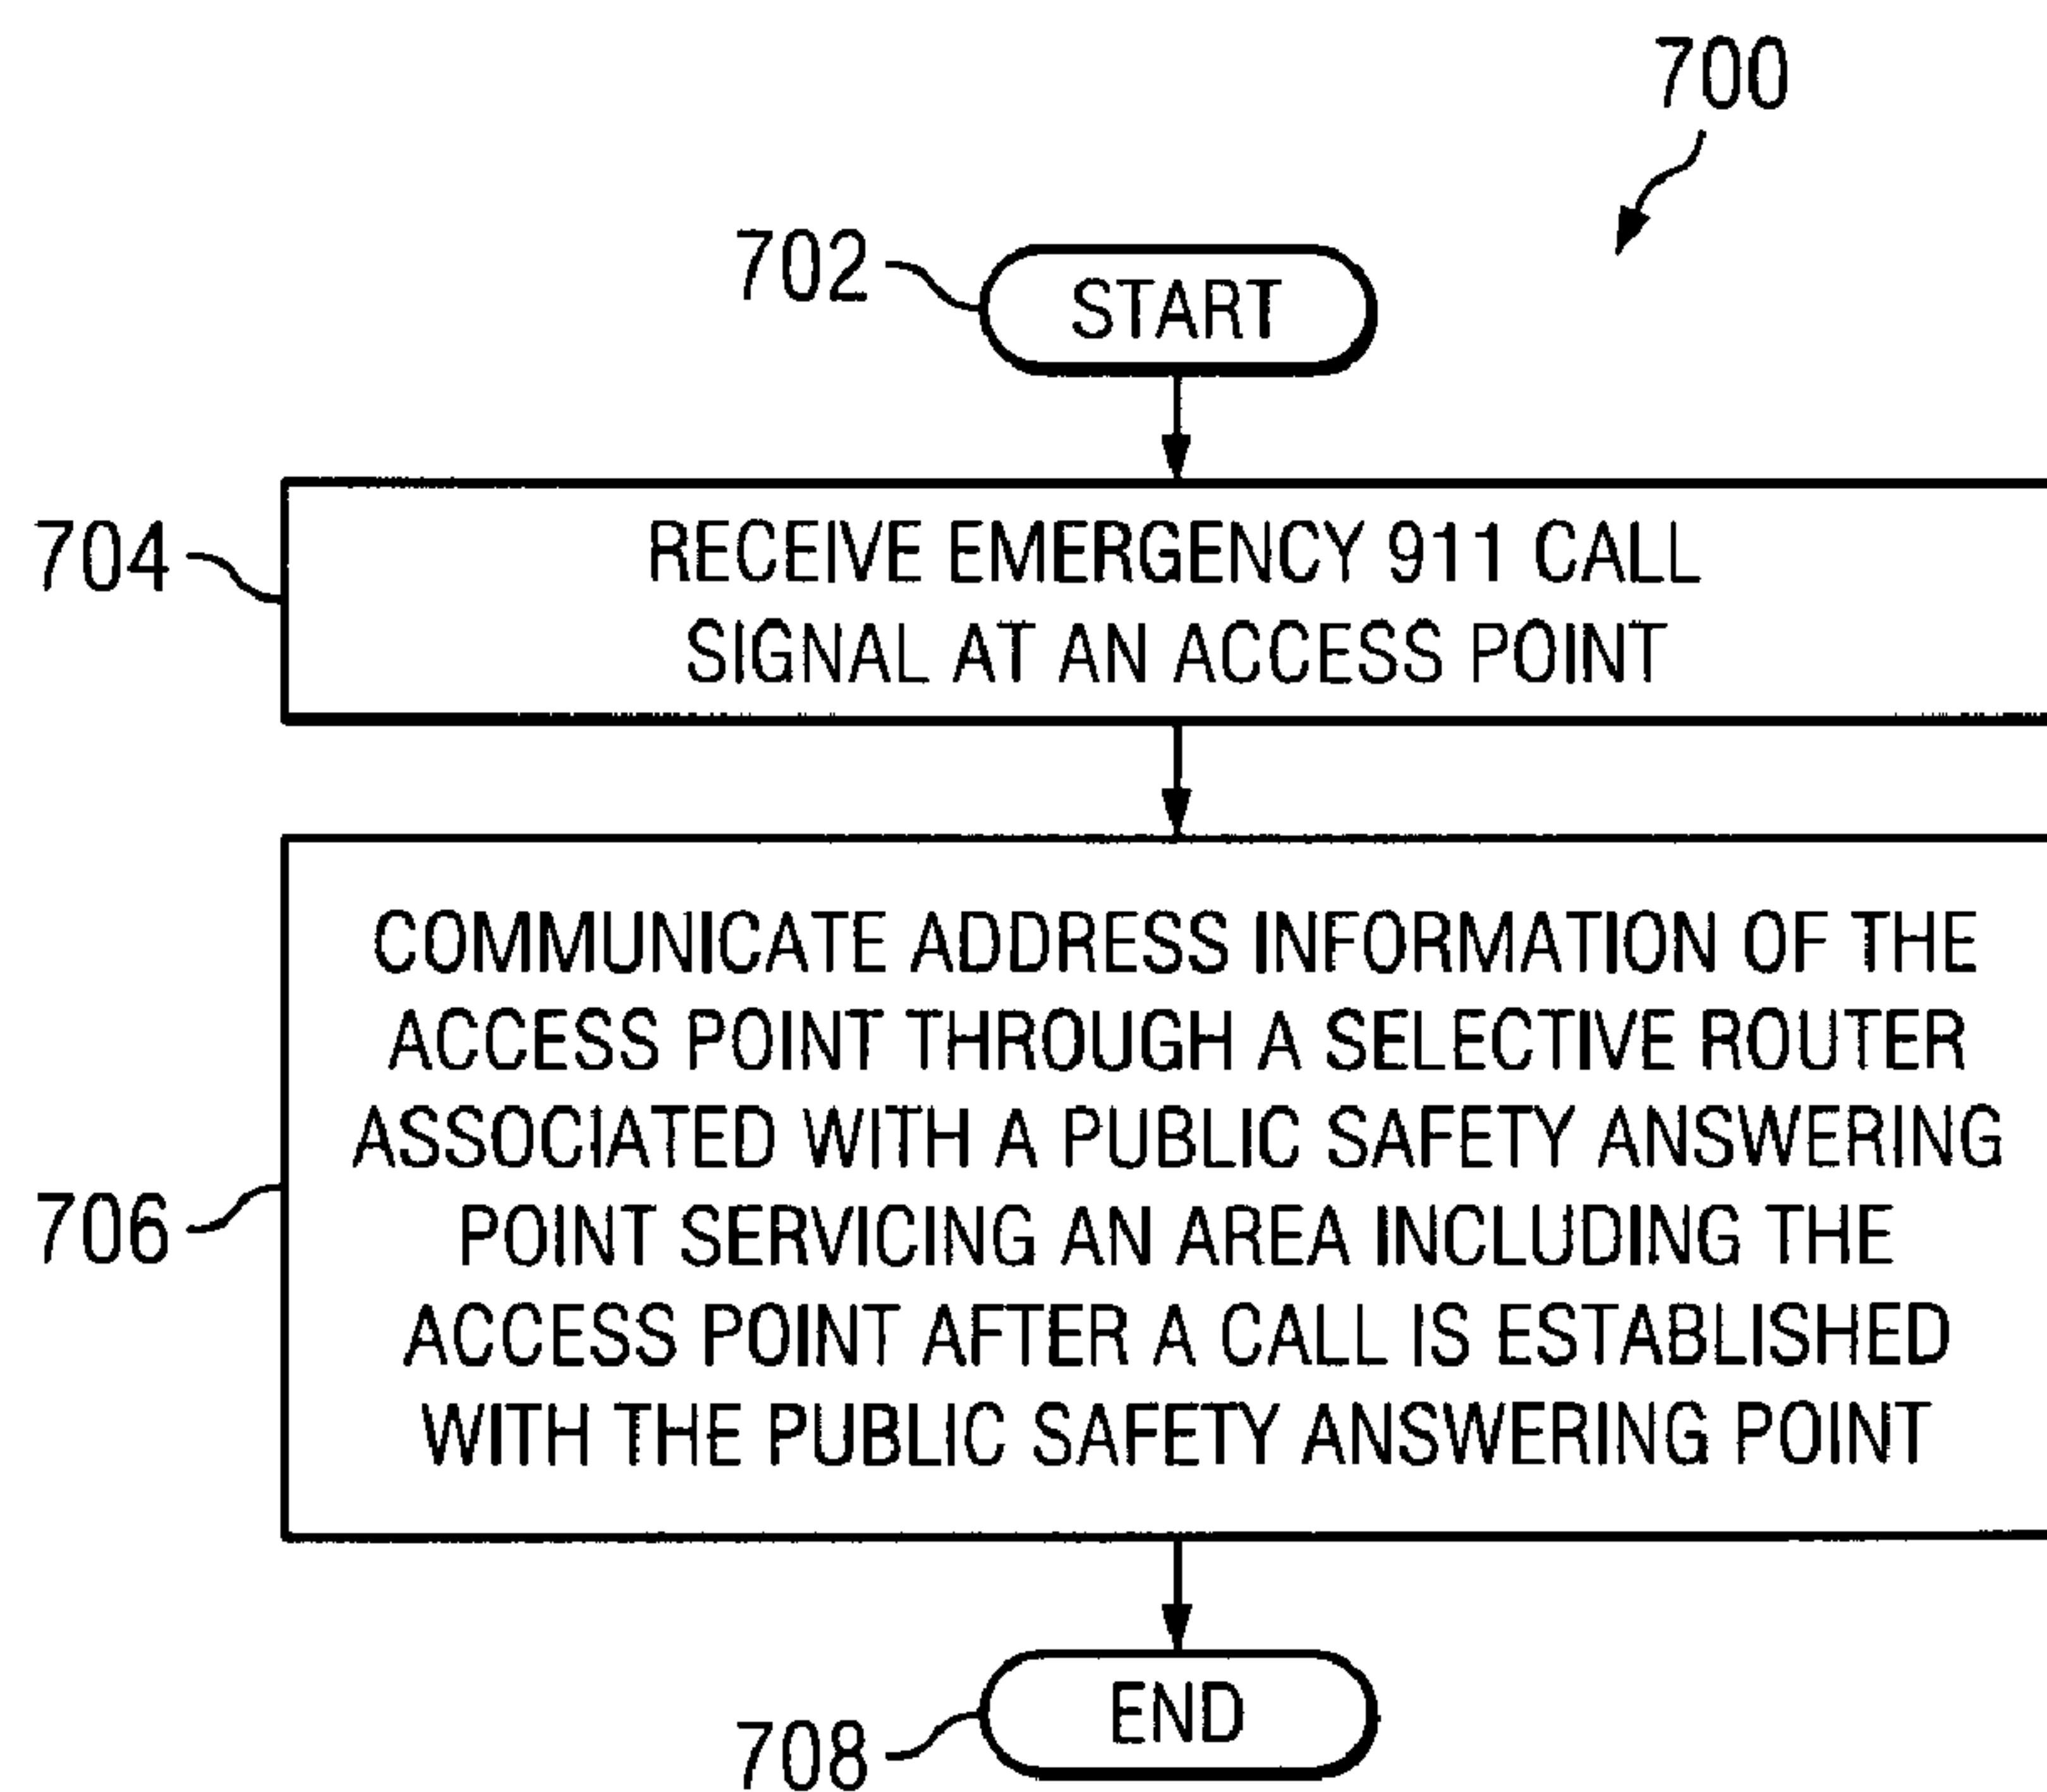 700
702
START
704
RECEIVE EMERGENCY 911 CALL
SIGNAL AT AN ACCESS POINT
706
COMMUNICATE ADDRESS INFORMATION OF THE
ACCESS POINT THROUGH A SELECTIVE ROUTER
ASSOCIATED WITH A PUBLIC SAFETY ANSWERING
POINT SERVICING AN AREA INCLUDING THE
ACCESS POINT AFTER A CALL IS ESTABLISHED
WITH THE PUBLIC SAFETY ANSWERING POINT
708
END